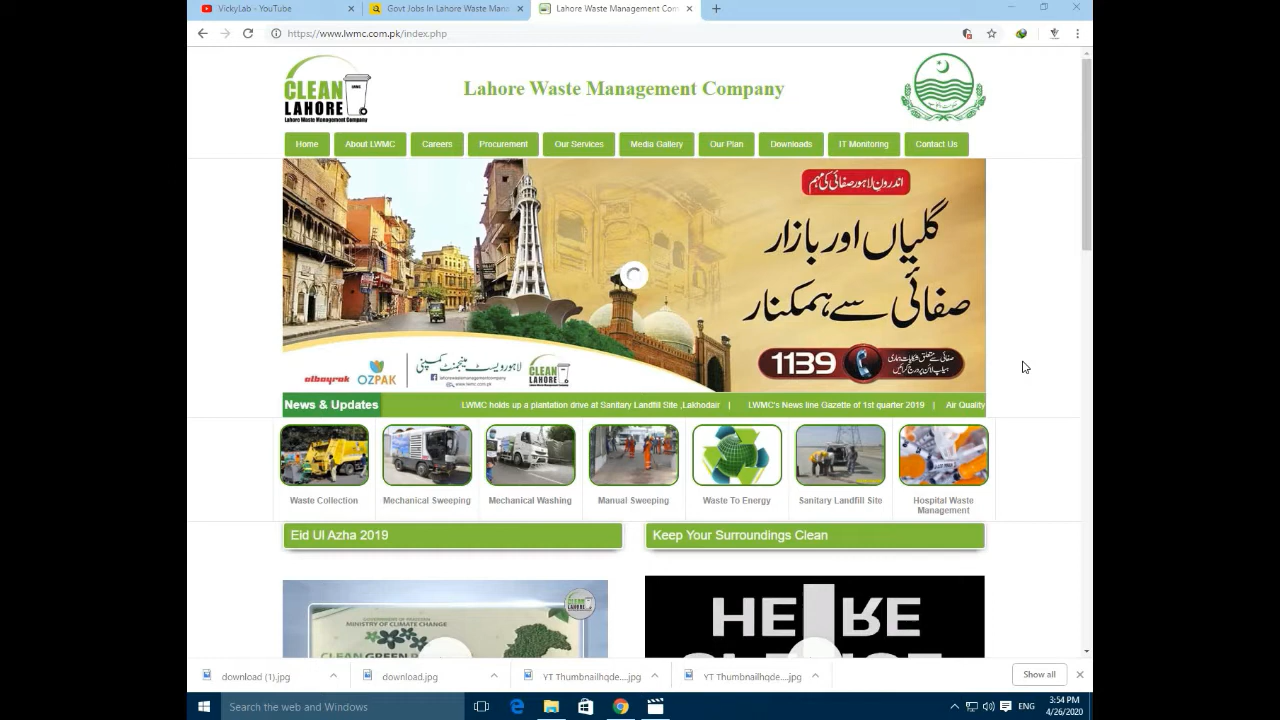 VickyLab - YouTube
Govt Jobs In Lahore Waste Mana
Lahore Waste Management Com
https://www.lwmc.com.pk/index.php
CLEAN
LAHORE
Lahore Waste Management Company
Lahore Waste Management Company
Home
About LWMC
Careers
Procurement
Our Services
Media Gallery
Our Plan
Downloads
IT Monitoring
Contact Us
اندرون لاہور صفائی کی مہم
گلیاں اور بازار
صفائی سے ہمکنار
1139
albayrak
OZPAK
لاہور ویسٹ مینجمنٹ کمپنی
CLEAN
LAHORE
News & Updates
LWMC holds up a plantation drive at Sanitary Landfill Site ,Lakhodair | LWMC's News line Gazette of 1st quarter 2019 | Air Quality
Waste Collection
Mechanical Sweeping
Mechanical Washing
Manual Sweeping
Waste To Energy
Sanitary Landfill Site
Hospital Waste
Management
Eid Ul Azha 2019
Keep Your Surroundings Clean
MINISTRY OF CLIMATE CHANGE
HERE
download (1).jpg
download.jpg
YT Thumbnailhqde....jpg
YT Thumbnailhqde....jpg
Show all
Search the web and Windows
ENG
3:54 PM
4/26/2020